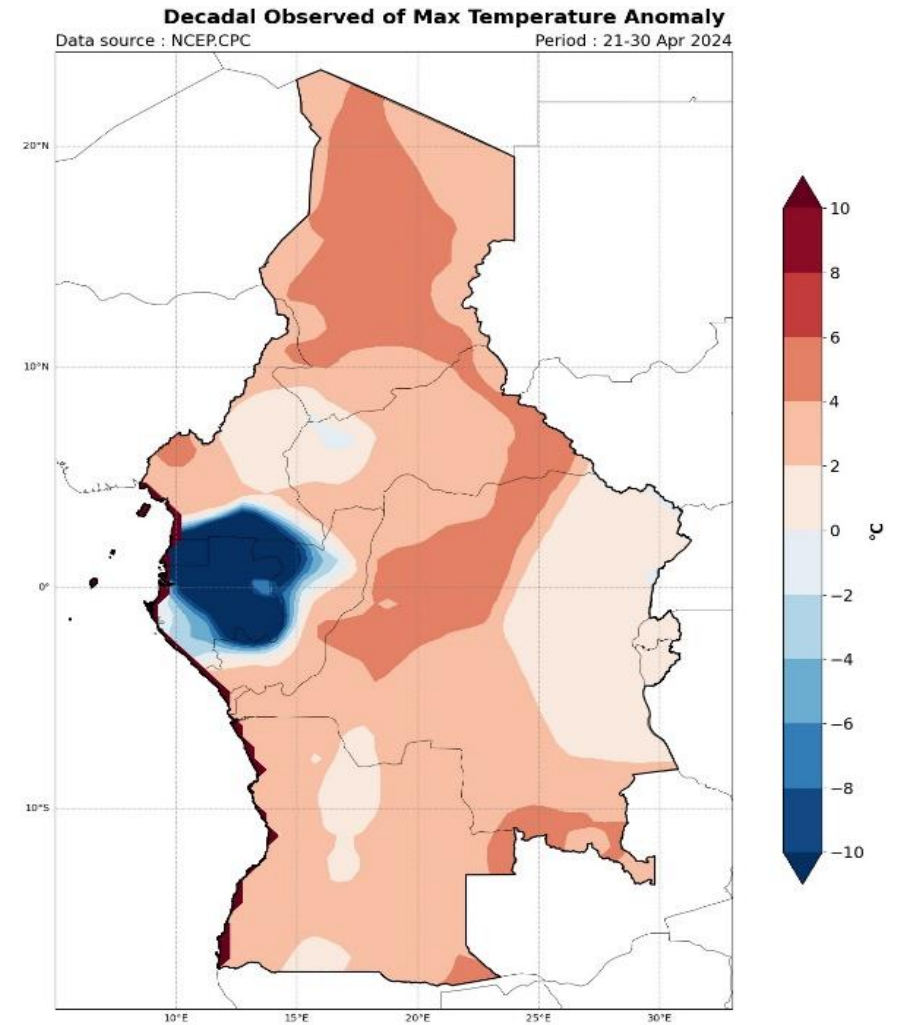 Decadal Observed of Max Temperature Anomaly
Data source : NCEP.CPC Period : 21-30 Apr 2024
20°N
10°N
0°
10°S
10°E 15°E 20°E 25°E 30°E
10
8
6
4
2
0
−2
−4
−6
−8
−10
°C